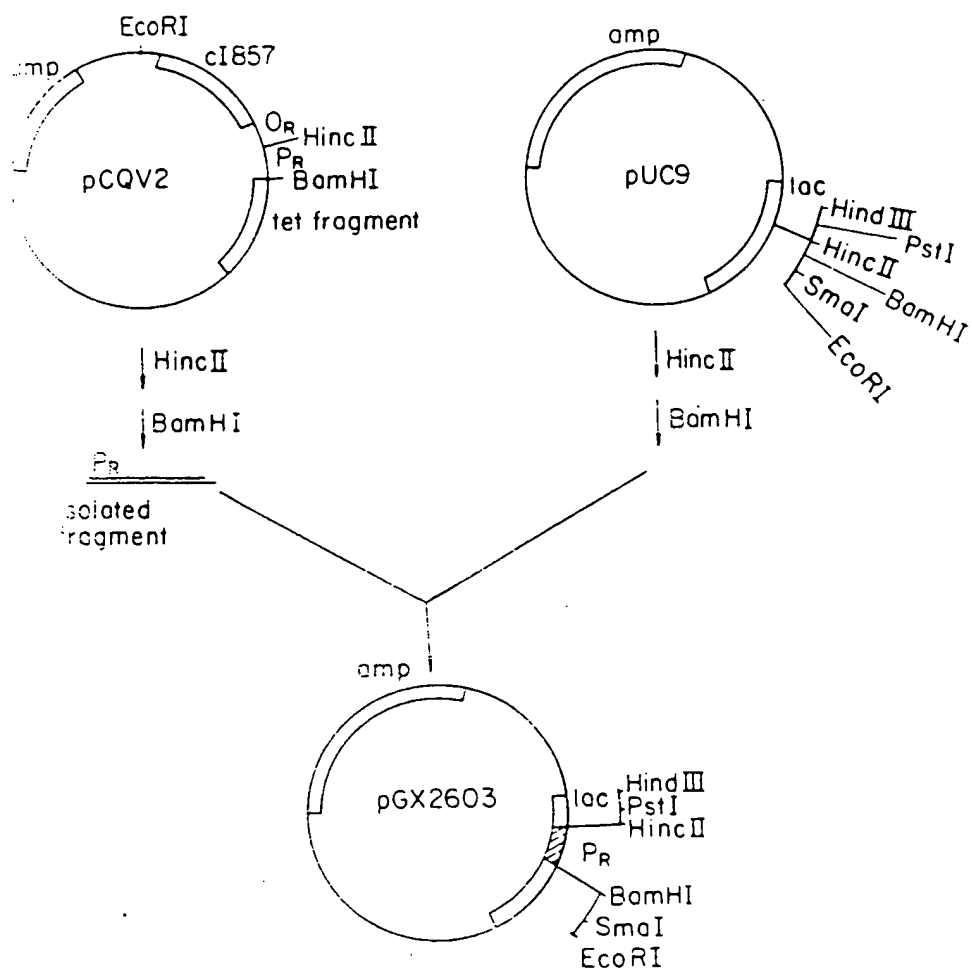 EcoRI
cI857
OR
HincII
PR
BamHI
pCQV2
tet fragment
amp
pUC9
lac
HindIII
PstI
HincII
BamHI
SmaI
EcoRI
HincII
BamHI
PR
fragment
HincII
BamHI
amp
pGX2603
lac
HindIII
PstI
HincII
PR
BamHI
SmaI
EcoRI